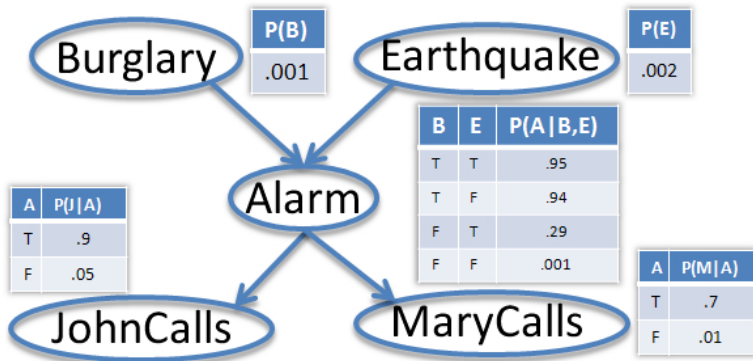 Burglary
P(B)
.001
Earthquake
P(E)
.002
B E P(A|B,E)
T T .95
T F .94
F T .29
F F .001
Alarm
A P(J|A)
T .9
F .05
A P(M|A)
T .7
F .01
JohnCalls
MaryCalls